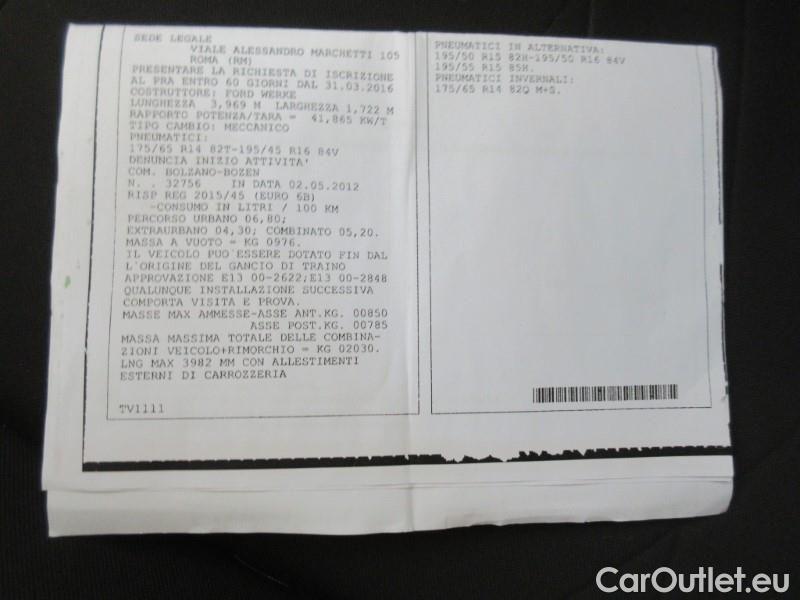 SEDE LEGALE
VIALE ALESSANDRO MARCHETTI 105
ROMA (RM)
PRESENTARE LA RICHIESTA DI ISCRIZIONE
AL PRA ENTRO 60 GIORNI DAL 31.03.2016
COSTRUTTORE: FORD WERKE
LUNGHEZZA 3,969 M LARGHEZZA 1,722 M
RAPPORTO POTENZA/TARA = 41,865 KW/T
TIPO CAMBIO: MECCANICO
PNEUMATICI:
175/65 R14 82T-195/45 R16 84V
DENUNCIA INIZIO ATTIVITA'
COM. BOLZANO-BOZEN
N. . 32756 IN DATA 02.05.2012
RISP REG 2015/45 (EURO 6B)
-CONSUMO IN LITRI / 100 KM
PERCORSO URBANO 06,80;
EXTRAURBANO 04,30; COMBINATO 05,20.
MASSA A VUOTO = KG 0976.
IL VEICOLO PUO'ESSERE DOTATO FIN DAL
L'ORIGINE DEL GANCIO DI TRAINO
APPROVAZIONE E13 00-2622;E13 00-2848
QUALUNQUE INSTALLAZIONE SUCCESSIVA
COMPORTA VISITA E PROVA.
MASSE MAX AMMESSE-ASSE ANT.KG. 00850
ASSE POST.KG. 00785
MASSA MASSIMA TOTALE DELLE COMBINA-
ZIONI VEICOLO+RIMORCHIO = KG 02030.
LNG MAX 3982 MM CON ALLESTIMENTI
ESTERNI DI CARROZZERIA
TV1111
PNEUMATICI IN ALTERNATIVA:
195/50 R15 82H-195/50 R16 84V
195/55 R15 85H.
PNEUMATICI INVERNALI:
175/65 R14 82Q M+S.
CarOutlet.eu